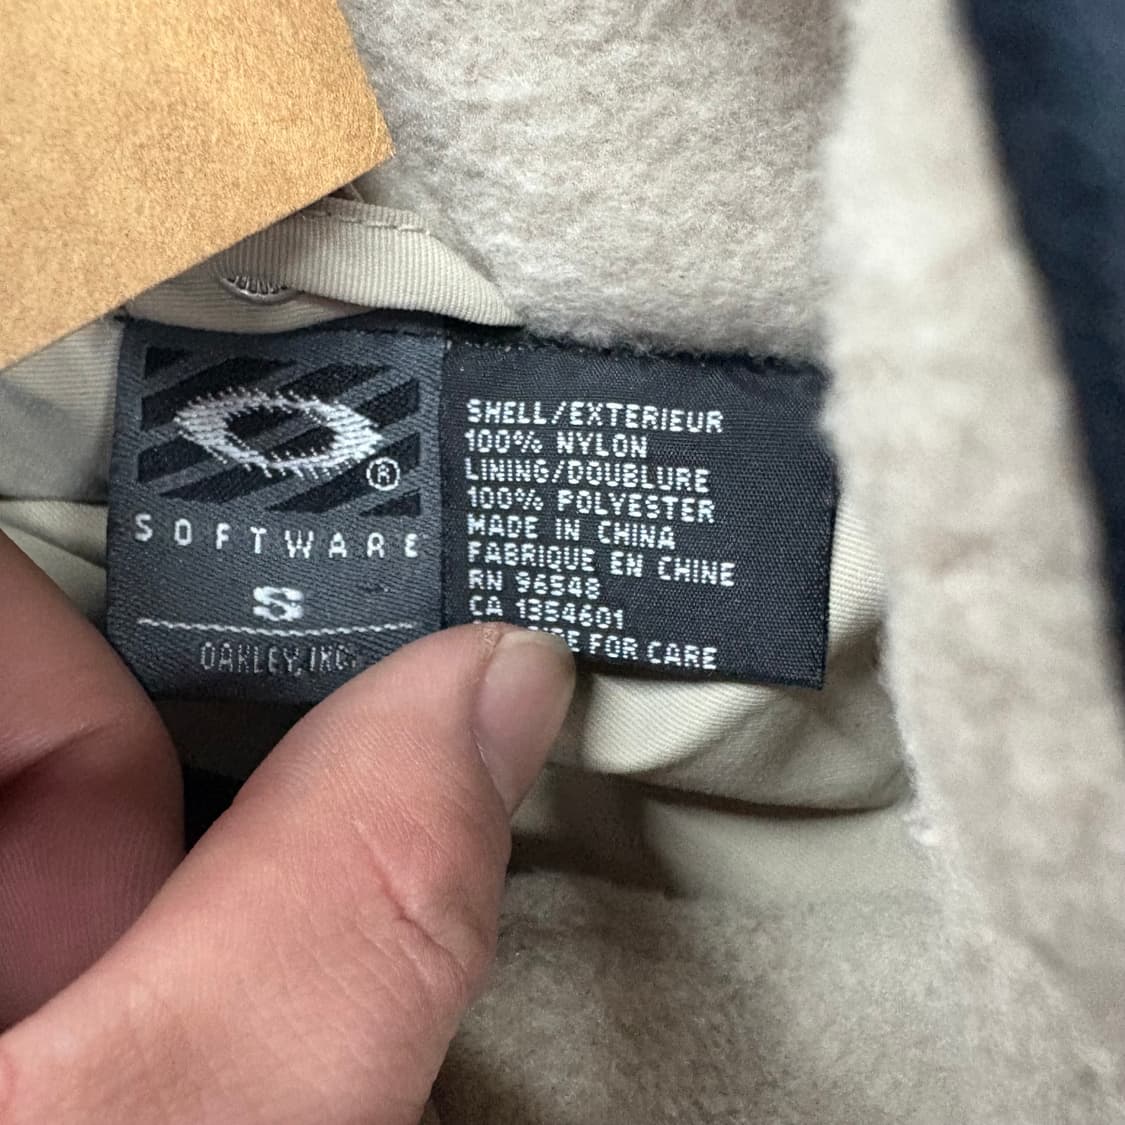 ®
SOFTWARE
S
OAKLEY, INC.
SHELL/EXTERIEUR
100% NYLON
LINING/DOUBLURE
100% POLYESTER
MADE IN CHINA
FABRIQUE EN CHINE
RN 96548
CA 1354601
FOR CARE